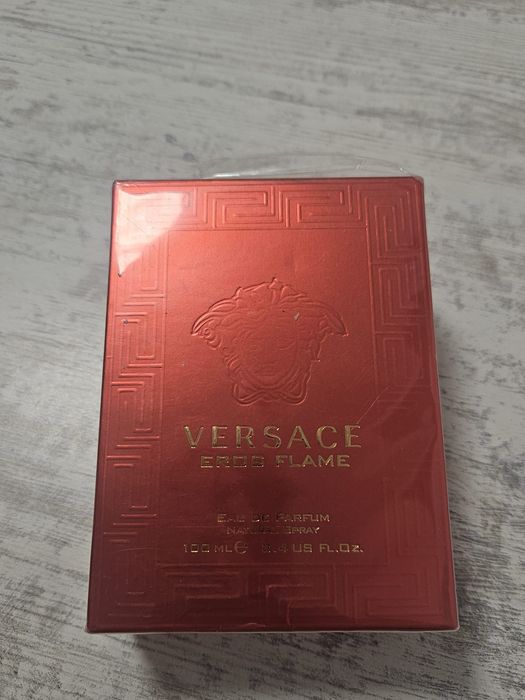 VERSACE
EROS FLAME
EAU DE PARFUM
NATURAL SPRAY
100 ML℮ 3.4 US FL.OZ.